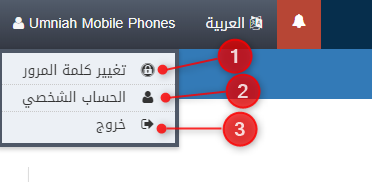 Umniah Mobile Phones العربية
تغيير كلمة المرور 1
الحساب الشخصي 2
خروج 3